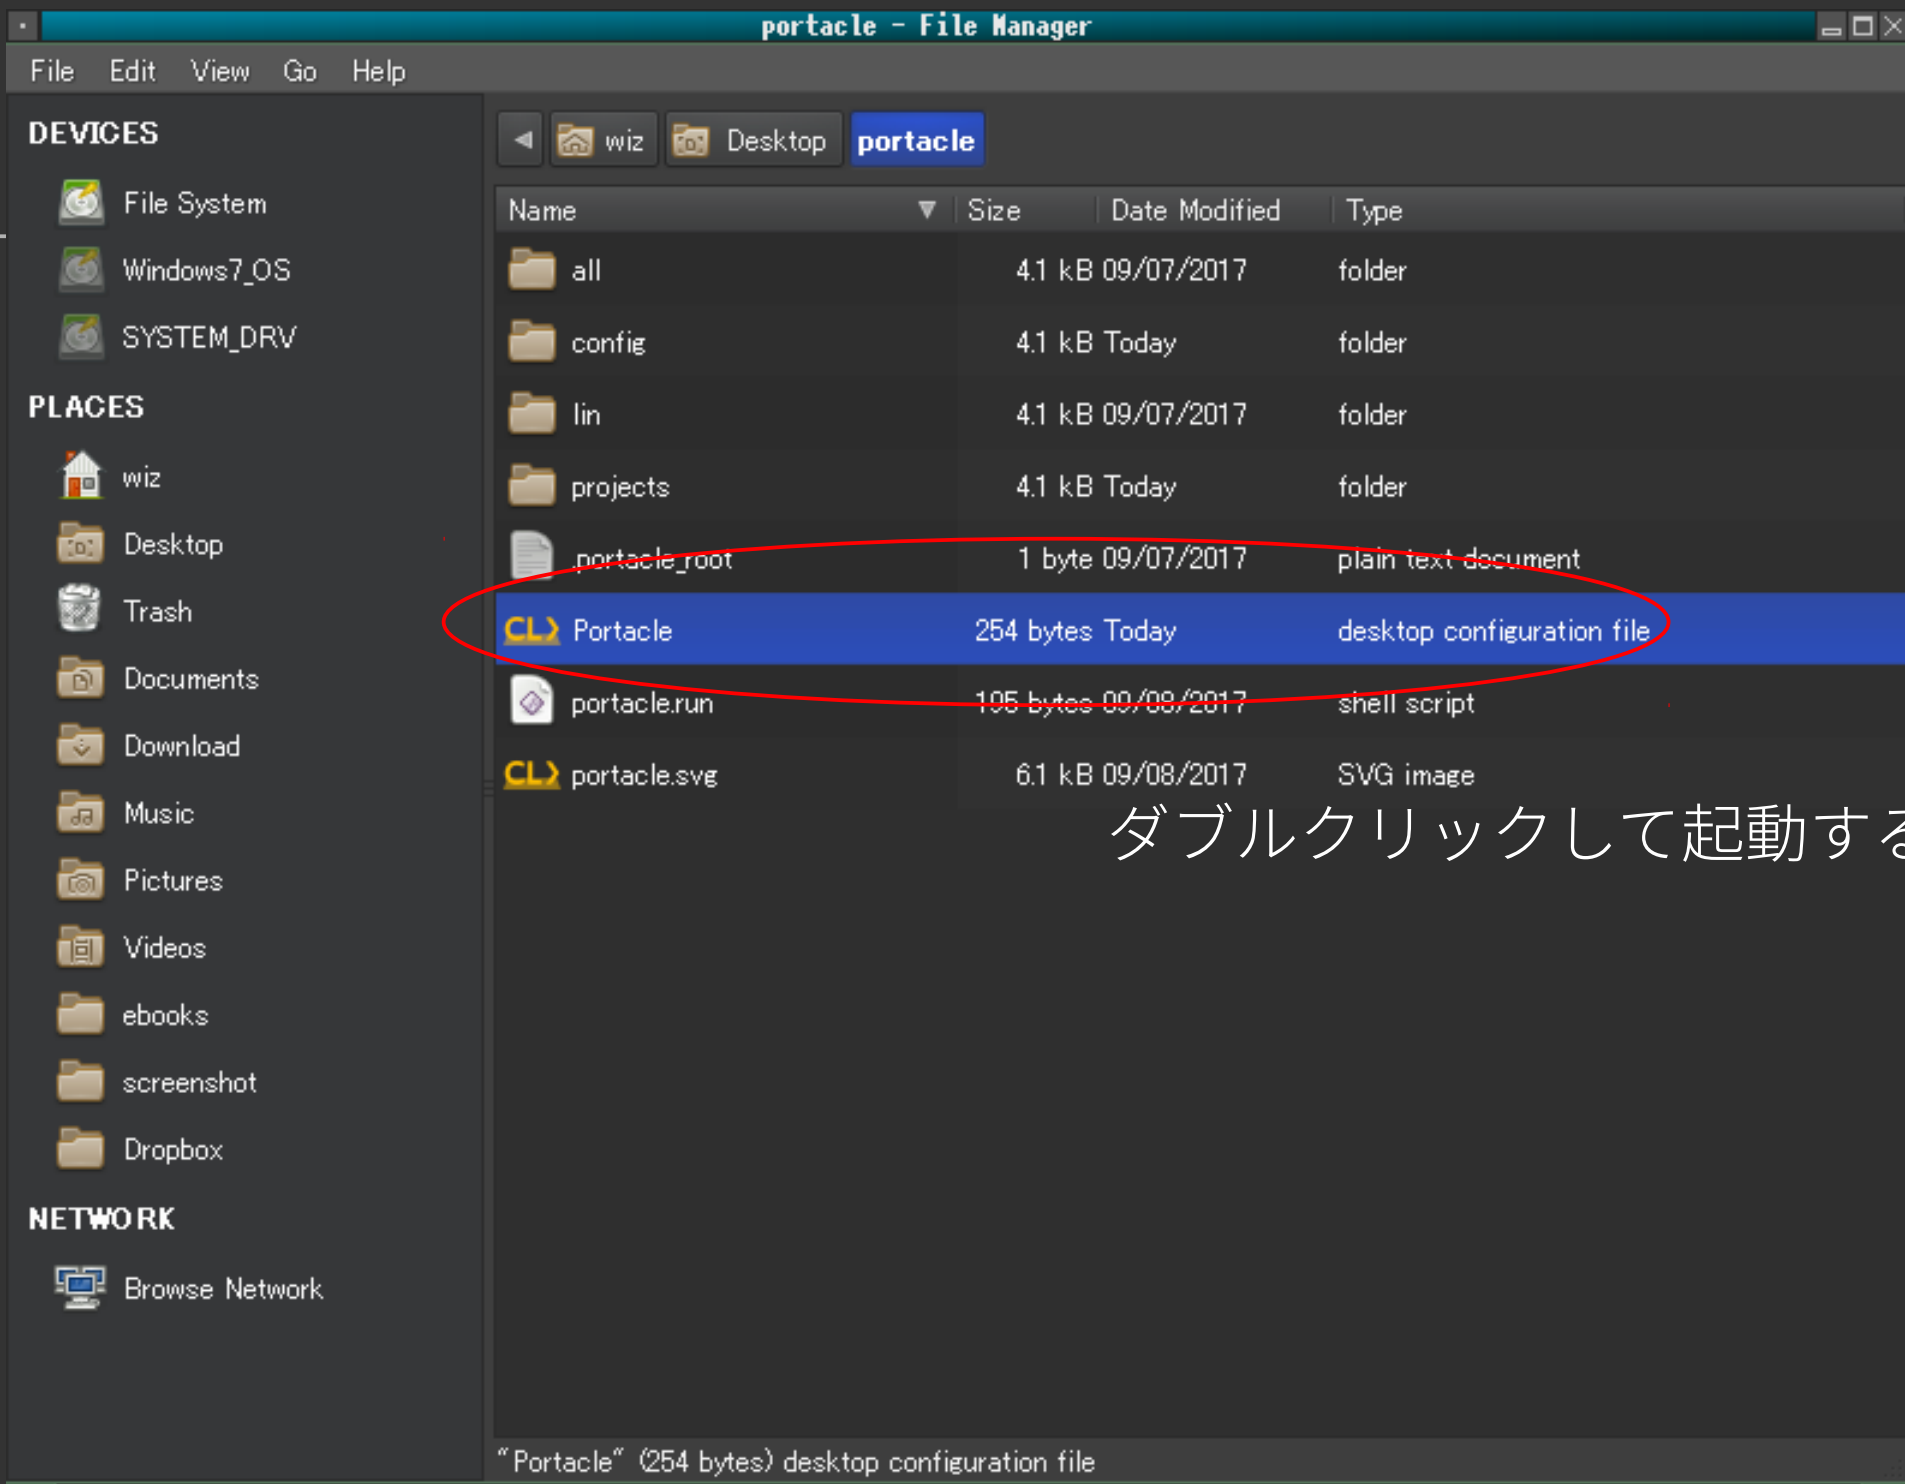 portacle - File Manager
File Edit View Go Help
DEVICES
File System
Windows7_OS
SYSTEM_DRV
PLACES
wiz
Desktop
Trash
Documents
Download
Music
Pictures
Videos
ebooks
screenshot
Dropbox
NETWORK
Browse Network
wiz Desktop portacle
Name Size Date Modified Type
all 4.1 kB 09/07/2017 folder
config 4.1 kB Today folder
lin 4.1 kB 09/07/2017 folder
projects 4.1 kB Today folder
.portacle_root 1 byte 09/07/2017 plain text document
CL Portacle 254 bytes Today desktop configuration file
portacle.run 195 bytes 09/08/2017 shell script
CL portacle.svg 6.1 kB 09/08/2017 SVG image
ダブルクリックして起動する
"Portacle" (254 bytes) desktop configuration file